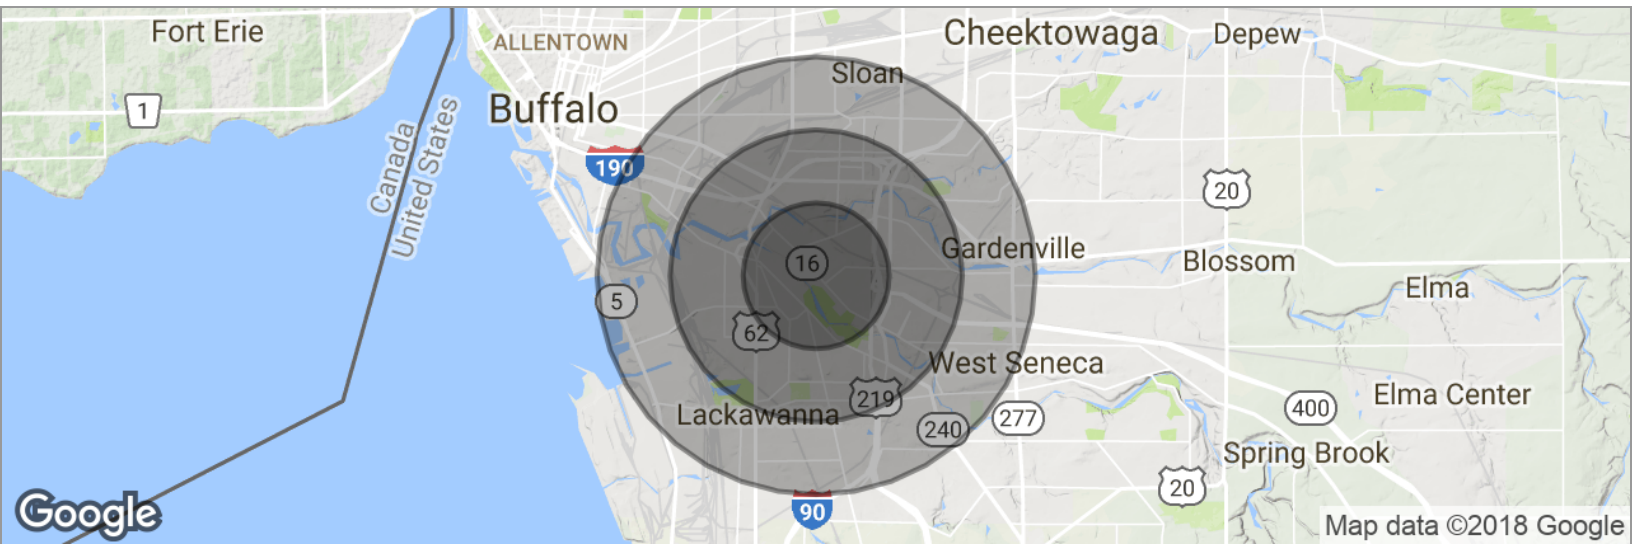 Fort Erie
ALLENTOWN
Cheektowaga
Depew
Sloan
1
Buffalo
Canada
United States
190
20
Gardenville
16
Blossom
5
Elma
62
West Seneca
219
Lackawanna
240
277
400
Elma Center
Spring Brook
20
90
Google
Map data ©2018 Google